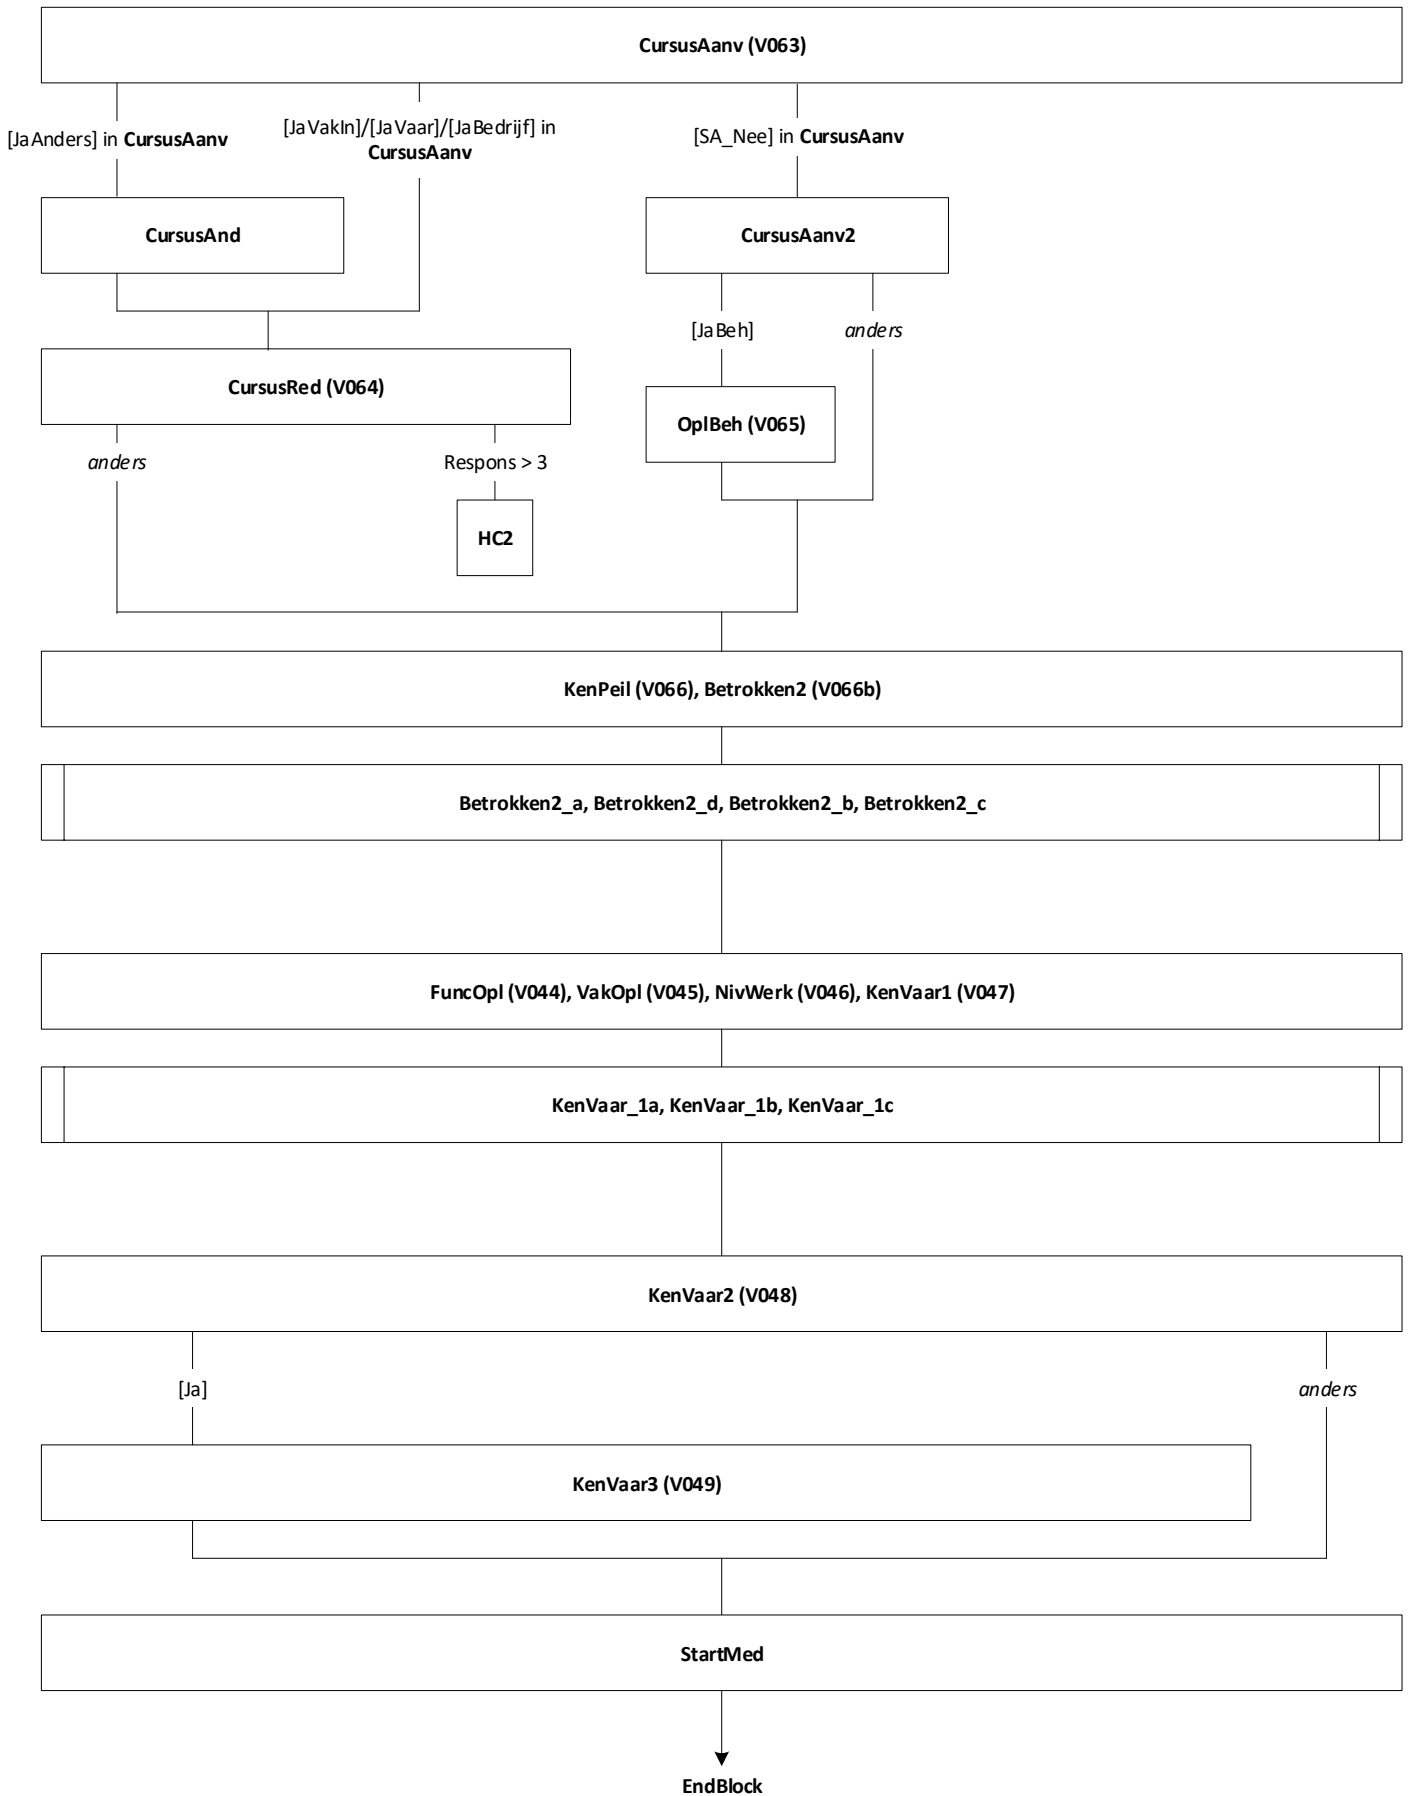 CursusAanv (V063)
[JaAnders] in CursusAanv
[JaVakIn]/[JaVaar]/[JaBedrijf] in
CursusAanv
[SA_Nee] in CursusAanv
CursusAnd
CursusAanv2
[JaBeh]
anders
CursusRed (V064)
OplBeh (V065)
anders
Respons > 3
HC2
KenPeil (V066), Betrokken2 (V066b)
Betrokken2_a, Betrokken2_d, Betrokken2_b, Betrokken2_c
FuncOpl (V044), VakOpl (V045), NivWerk (V046), KenVaar1 (V047)
KenVaar_1a, KenVaar_1b, KenVaar_1c
KenVaar2 (V048)
[Ja]
anders
KenVaar3 (V049)
StartMed
EndBlock